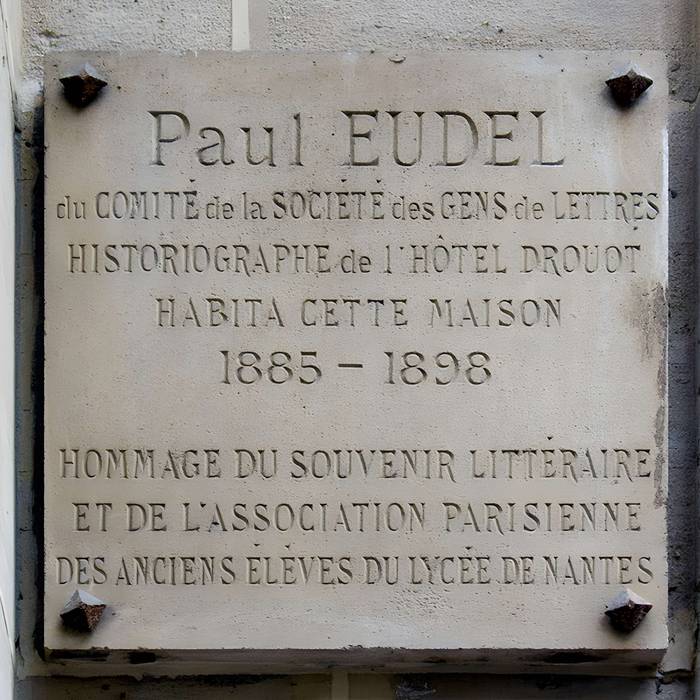 Paul EUDEL
du COMITÉ de la SOCIÉTÉ des GENS de LETTRES
HISTORIOGRAPHE de l'HÔTEL DROUOT
HABITA CETTE MAISON
1885 – 1898
HOMMAGE DU SOUVENIR LITTÉRAIRE
ET DE L'ASSOCIATION PARISIENNE
DES ANCIENS ÉLÈVES DU LYCÉE DE NANTES